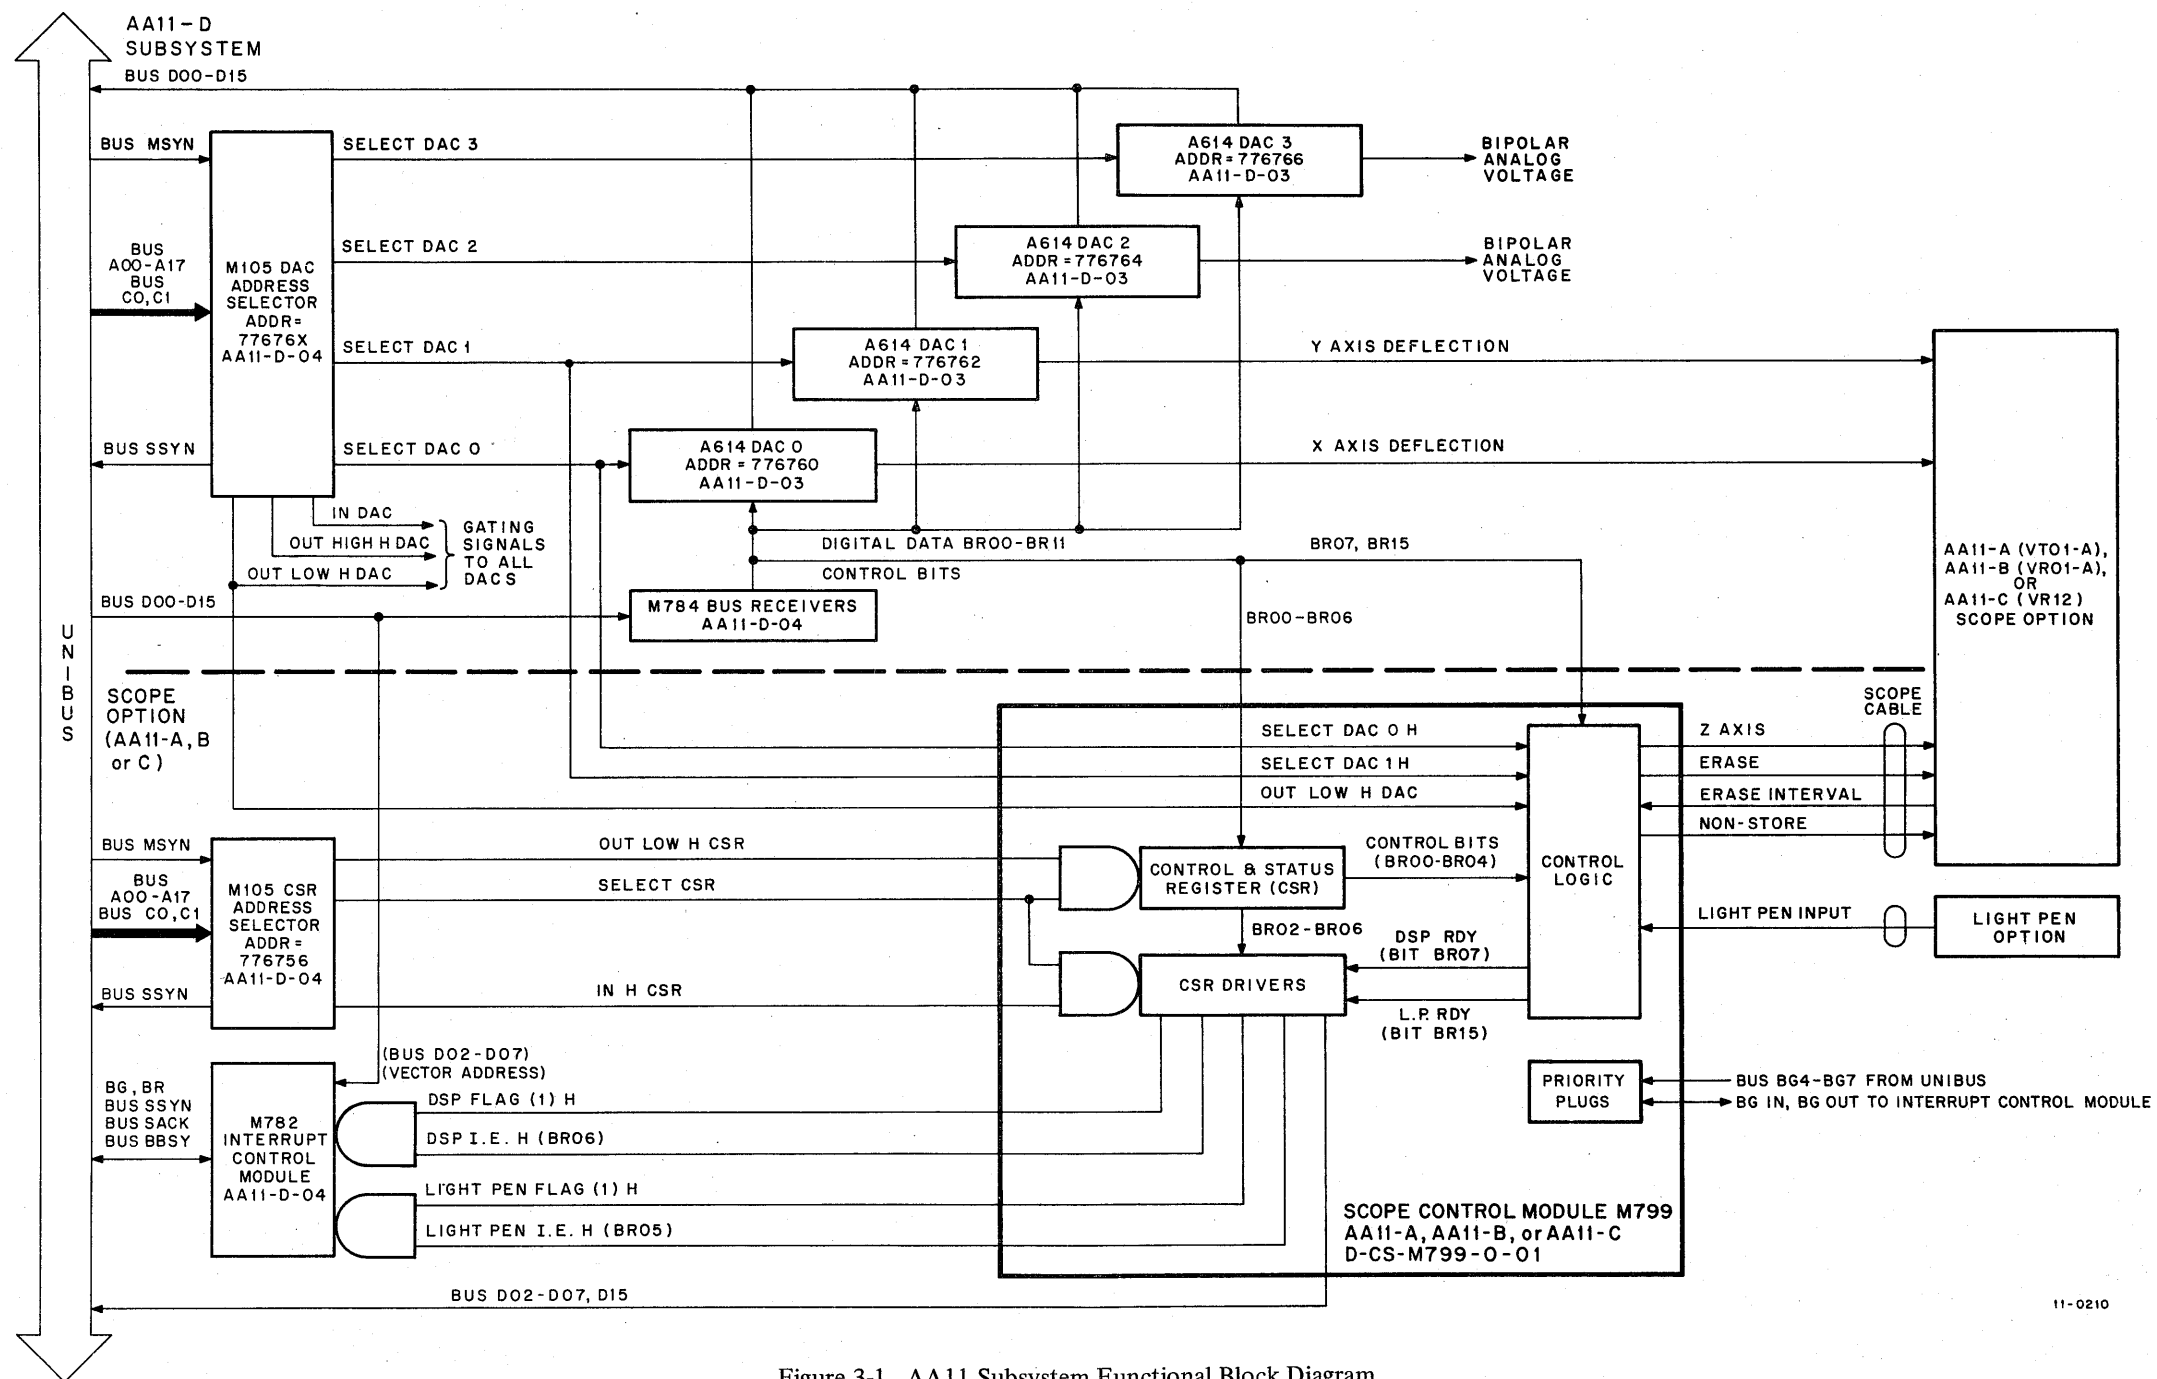 AA11-D
SUBSYSTEM
BUS D00-D15
BUS MSYN
BUS
A00-A17
BUS
C0,C1
BUS SSYN
M105 DAC
ADDRESS
SELECTOR
ADDR=
77676X
AA11-D-04
SELECT DAC 3
SELECT DAC 2
SELECT DAC 1
SELECT DAC 0
A614 DAC 3
ADDR=776766
AA11-D-03
A614 DAC 2
ADDR=776764
AA11-D-03
A614 DAC 1
ADDR=776762
AA11-D-03
A614 DAC 0
ADDR = 776760
AA11-D-03
BIPOLAR
ANALOG
VOLTAGE
BIPOLAR
ANALOG
VOLTAGE
Y AXIS DEFLECTION
X AXIS DEFLECTION
IN DAC
OUT HIGH H DAC
OUT LOW H DAC
GATING
SIGNALS
TO ALL
DACS
DIGITAL DATA BR00-BR11
CONTROL BITS
BR07, BR15
BR00-BR06
BUS D00-D15
M784 BUS RECEIVERS
AA11-D-04
AA11-A (VT01-A),
AA11-B (VR01-A),
OR
AA11-C (VR12)
SCOPE OPTION
UNIBUS
SCOPE
OPTION
(AA11-A, B
or C)
SCOPE
CABLE
SELECT DAC 0 H
SELECT DAC 1 H
OUT LOW H DAC
Z AXIS
ERASE
ERASE INTERVAL
NON-STORE
BUS MSYN
BUS
A00-A17
BUS C0,C1
BUS SSYN
M105 CSR
ADDRESS
SELECTOR
ADDR=
776756
AA11-D-04
OUT LOW H CSR
SELECT CSR
IN H CSR
CONTROL & STATUS
REGISTER (CSR)
CONTROL BITS
(BR00-BR04)
CONTROL
LOGIC
BR02-BR06
CSR DRIVERS
DSP RDY
(BIT BR07)
L.P. RDY
(BIT BR15)
LIGHT PEN INPUT
LIGHT PEN
OPTION
(BUS D02-D07)
(VECTOR ADDRESS)
BG, BR
BUS SSYN
BUS SACK
BUS BBSY
M782
INTERRUPT
CONTROL
MODULE
AA11-D-04
DSP FLAG (1) H
DSP I.E. H (BR06)
LIGHT PEN FLAG (1) H
LIGHT PEN I.E. H (BR05)
PRIORITY
PLUGS
BUS BG4-BG7 FROM UNIBUS
BG IN, BG OUT TO INTERRUPT CONTROL MODULE
SCOPE CONTROL MODULE M799
AA11-A, AA11-B, or AA11-C
D-CS-M799-0-01
BUS D02-D07, D15
11-0210
Figure 3-1 AA11 Subsystem Functional Block Diagram